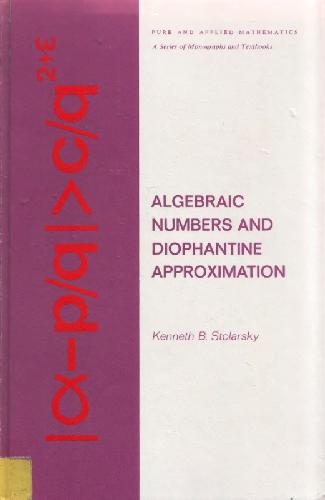 PURE AND APPLIED MATHEMATICS
A Series of Monographs and Textbooks
|α−p/q|>c/q^2+ε
ALGEBRAIC
NUMBERS AND
DIOPHANTINE
APPROXIMATION
Kenneth B. Stolarsky